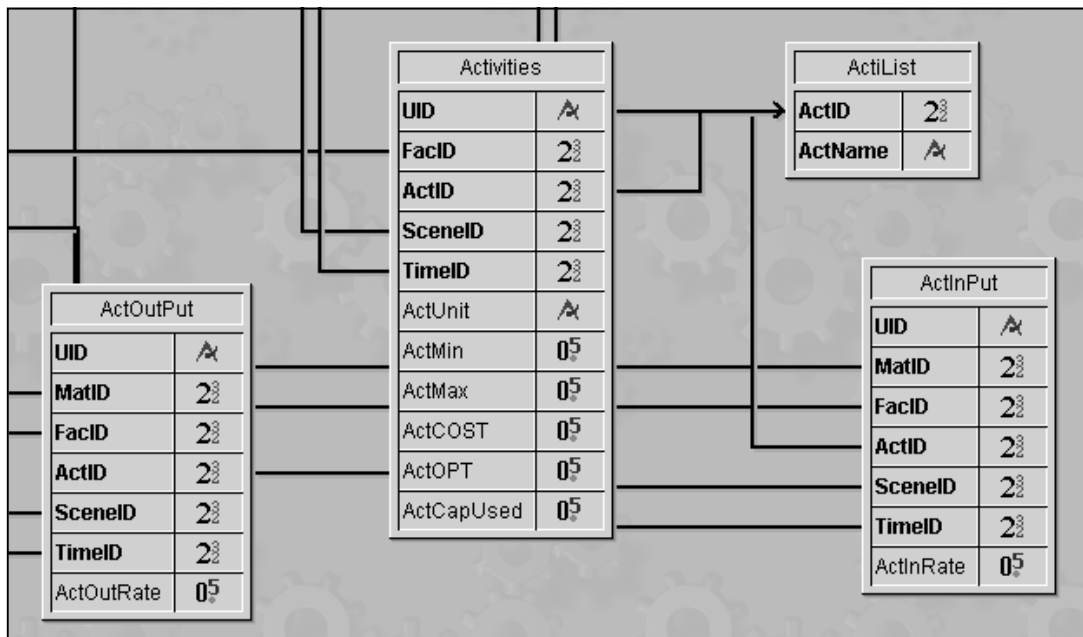 Activities
UID
FacID
ActID
SceneID
TimeID
ActUnit
ActMin
ActMax
ActCOST
ActOPT
ActCapUsed
ActiList
ActID
ActName
ActOutPut
UID
MatID
FacID
ActID
SceneID
TimeID
ActOutRate
ActInPut
UID
MatID
FacID
ActID
SceneID
TimeID
ActInRate